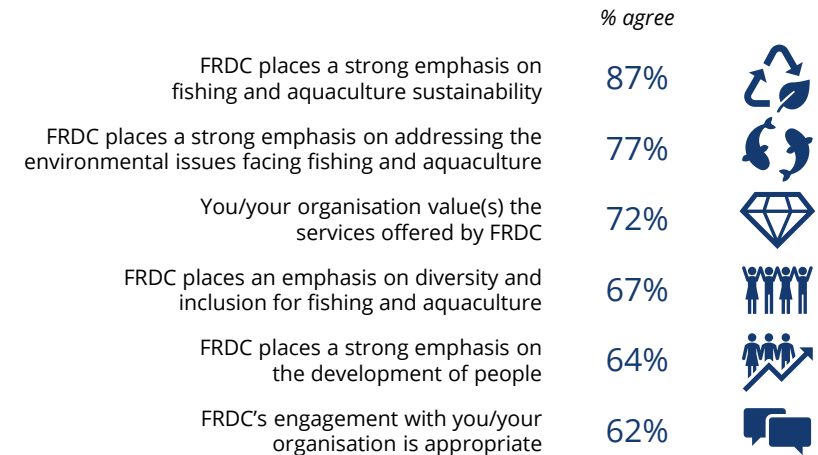 % agree
FRDC places a strong emphasis on
fishing and aquaculture sustainability
87%
FRDC places a strong emphasis on addressing the
environmental issues facing fishing and aquaculture
77%
You/your organisation value(s) the
services offered by FRDC
72%
FRDC places an emphasis on diversity and
inclusion for fishing and aquaculture
67%
FRDC places a strong emphasis on
the development of people
64%
FRDC’s engagement with you/your
organisation is appropriate
62%